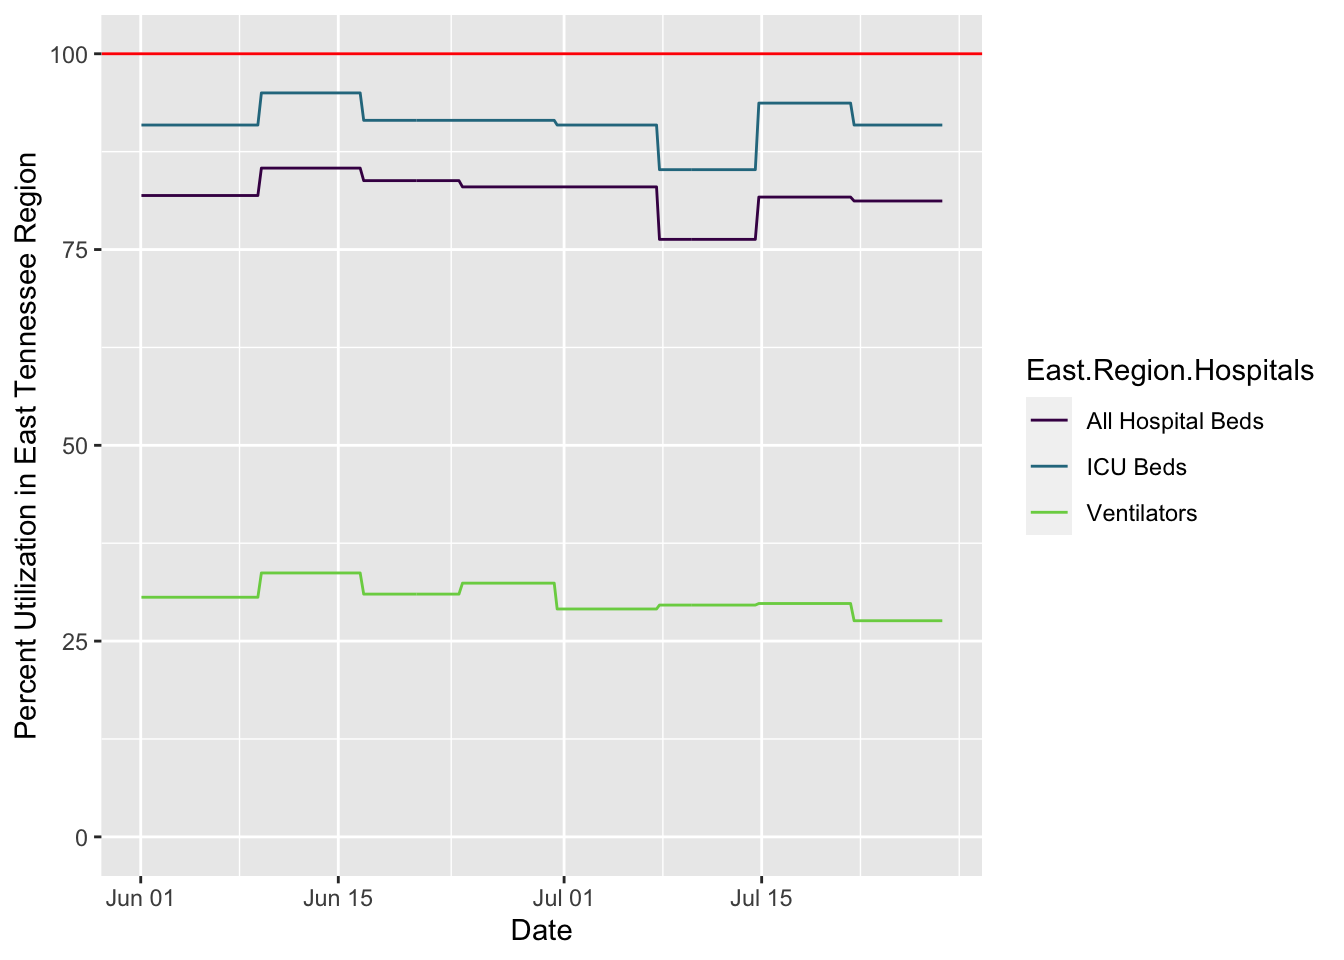 Percent Utilization in East Tennessee Region
100
75
50
25
0
Jun 01
Jun 15
Jul 01
Jul 15
Date
East.Region.Hospitals
All Hospital Beds
ICU Beds
Ventilators